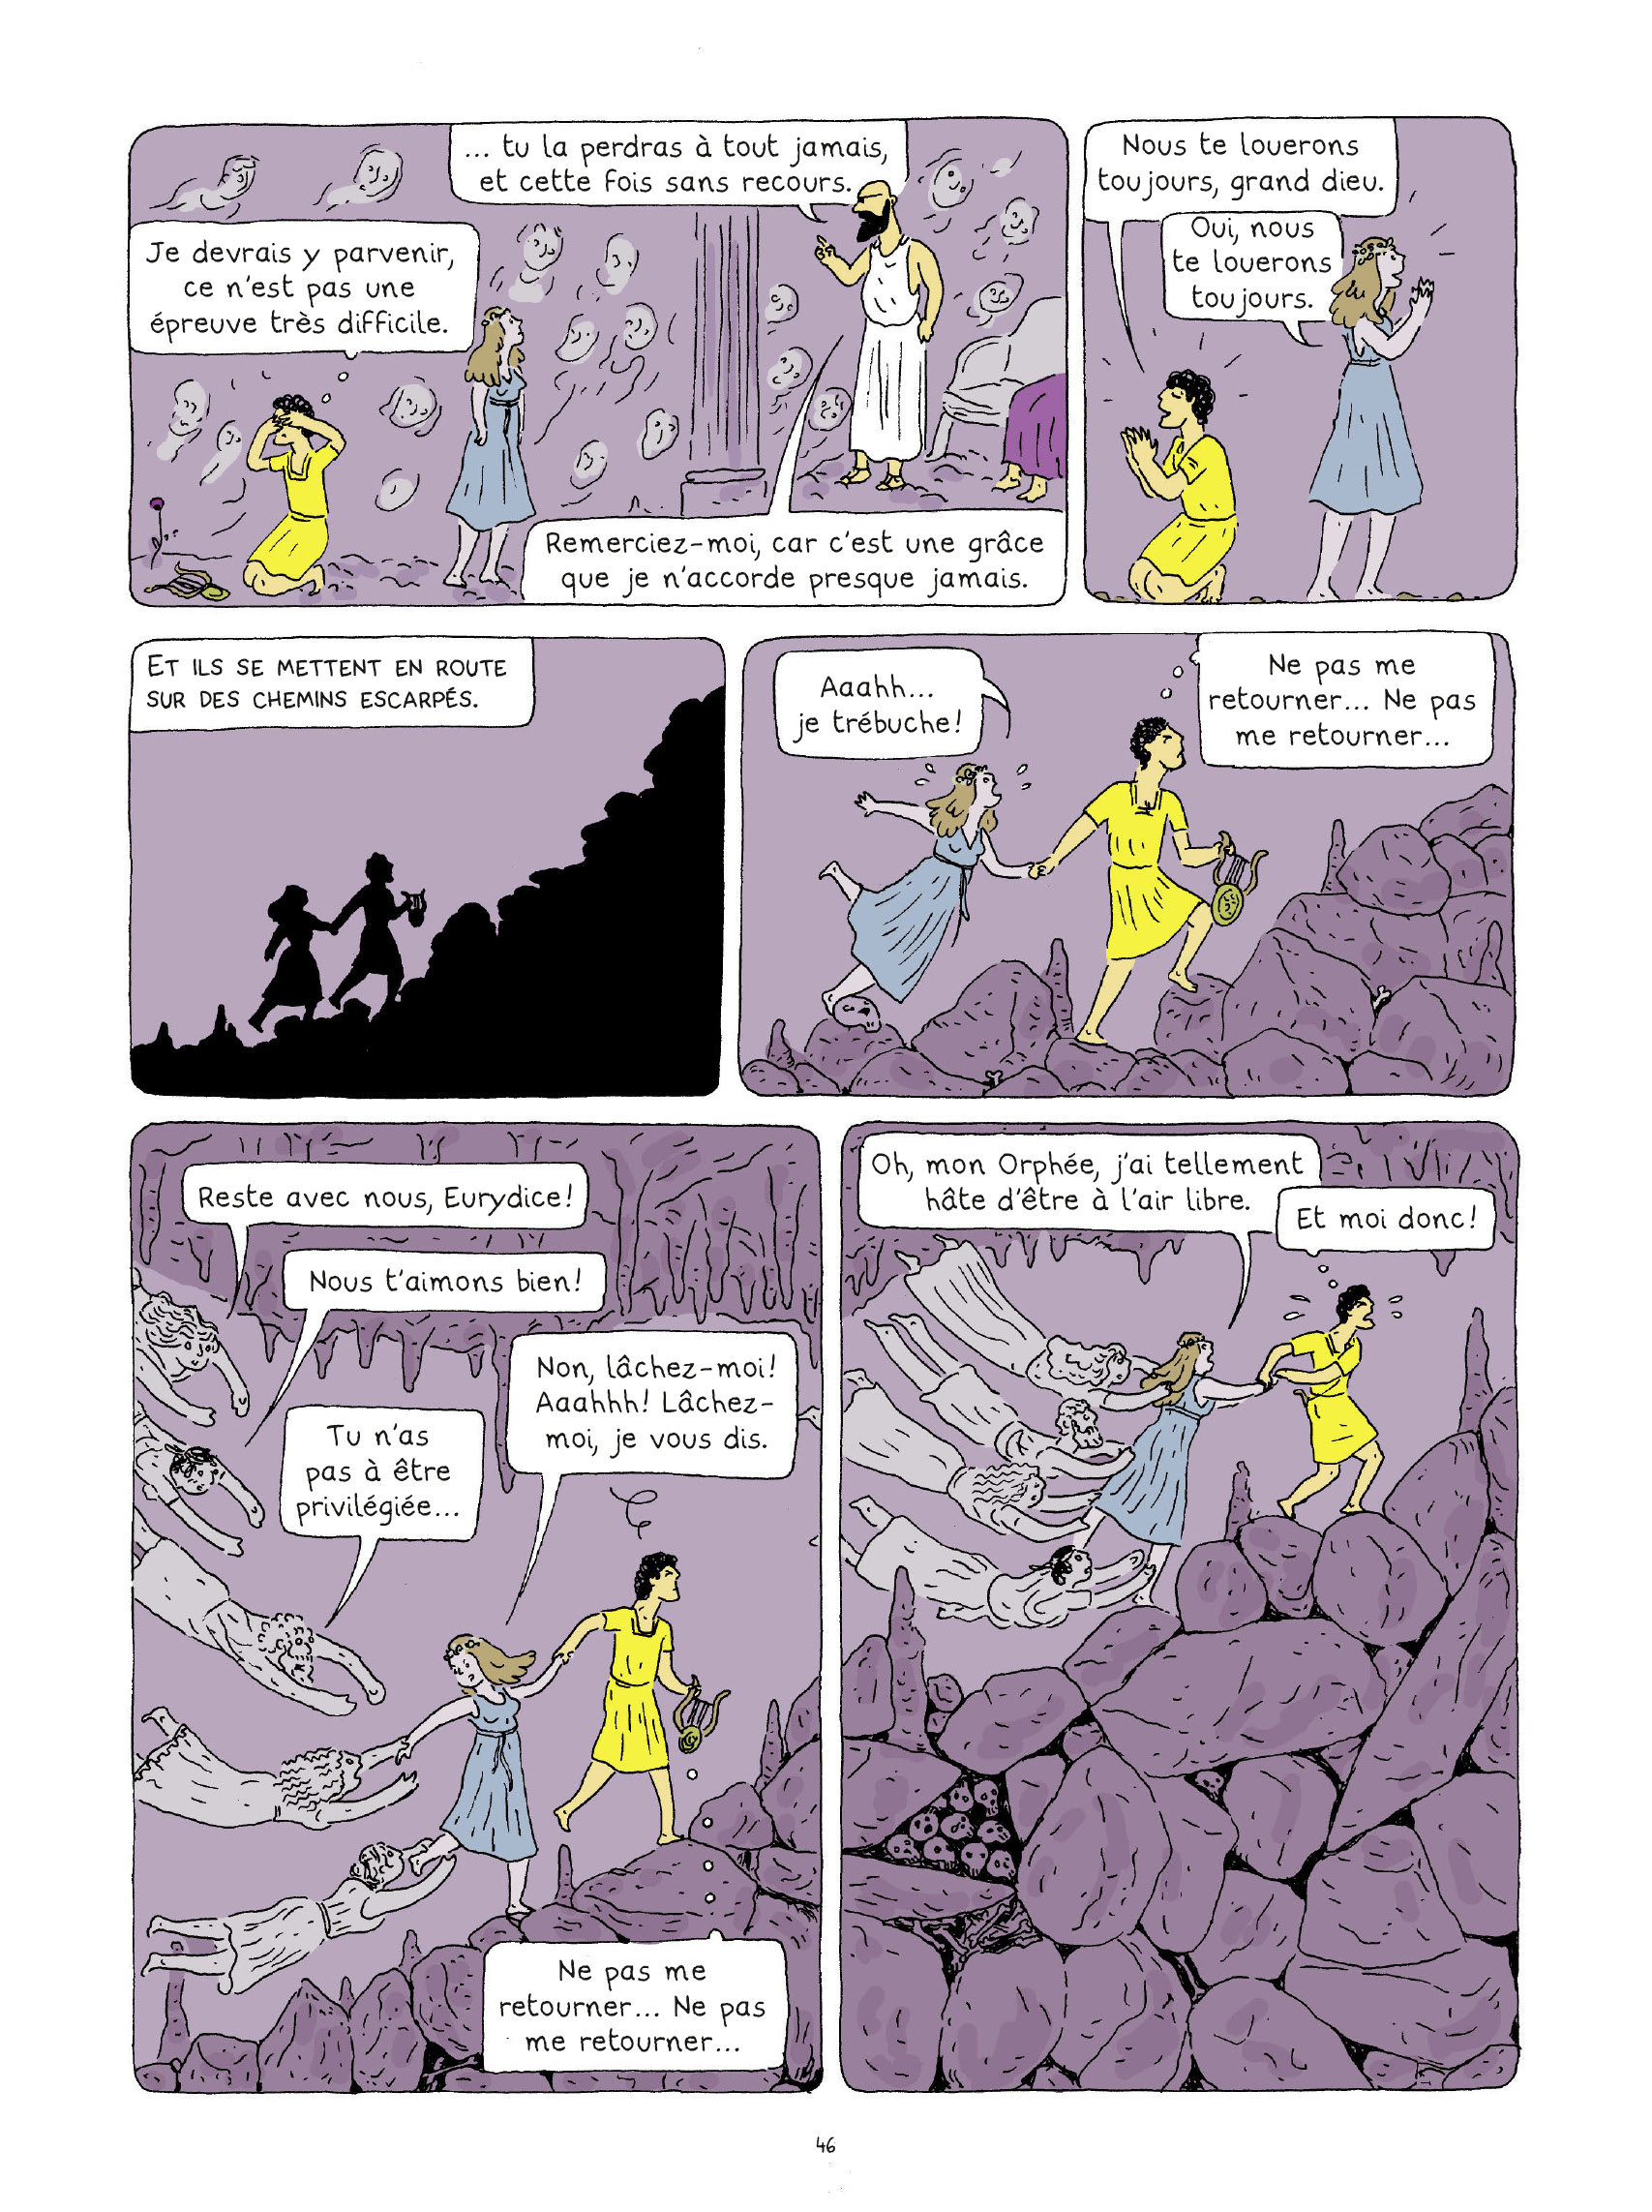 ... tu la perdras à tout jamais,
et cette fois sans recours.
Je devrais y parvenir,
ce n'est pas une
épreuve très difficile.
Remerciez-moi, car c'est une grâce
que je n'accorde presque jamais.
Nous te louerons
toujours, grand dieu.
Oui, nous
te louerons
toujours.
ET ILS SE METTENT EN ROUTE
SUR DES CHEMINS ESCARPÉS.
Aaahh...
je trébuche!
Ne pas me
retourner... Ne pas
me retourner...
Reste avec nous, Eurydice!
Nous t'aimons bien!
Non, lâchez-moi!
Aaahhh! Lâchez-
moi, je vous dis.
Tu n'as
pas à être
privilégiée...
Ne pas me
retourner... Ne pas
me retourner...
Oh, mon Orphée, j'ai tellement
hâte d'être à l'air libre.
Et moi donc!
46